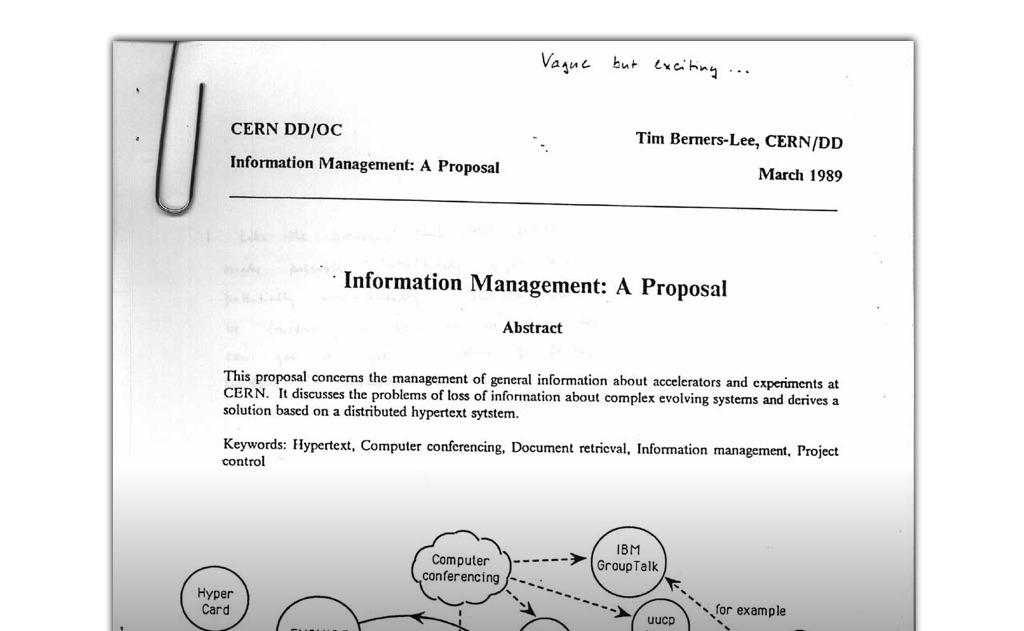 Vague but exciting ...
CERN DD/OC
Tim Berners-Lee, CERN/DD
Information Management: A Proposal
March 1989
Information Management: A Proposal
Abstract
This proposal concerns the management of general information about accelerators and experiments at
CERN. It discusses the problems of loss of information about complex evolving systems and derives a
solution based on a distributed hypertext sytstem.
Keywords: Hypertext, Computer conferencing, Document retrieval, Information management, Project
control
Computer
conferencing
IBM
GroupTalk
Hyper
Card
for example
uucp